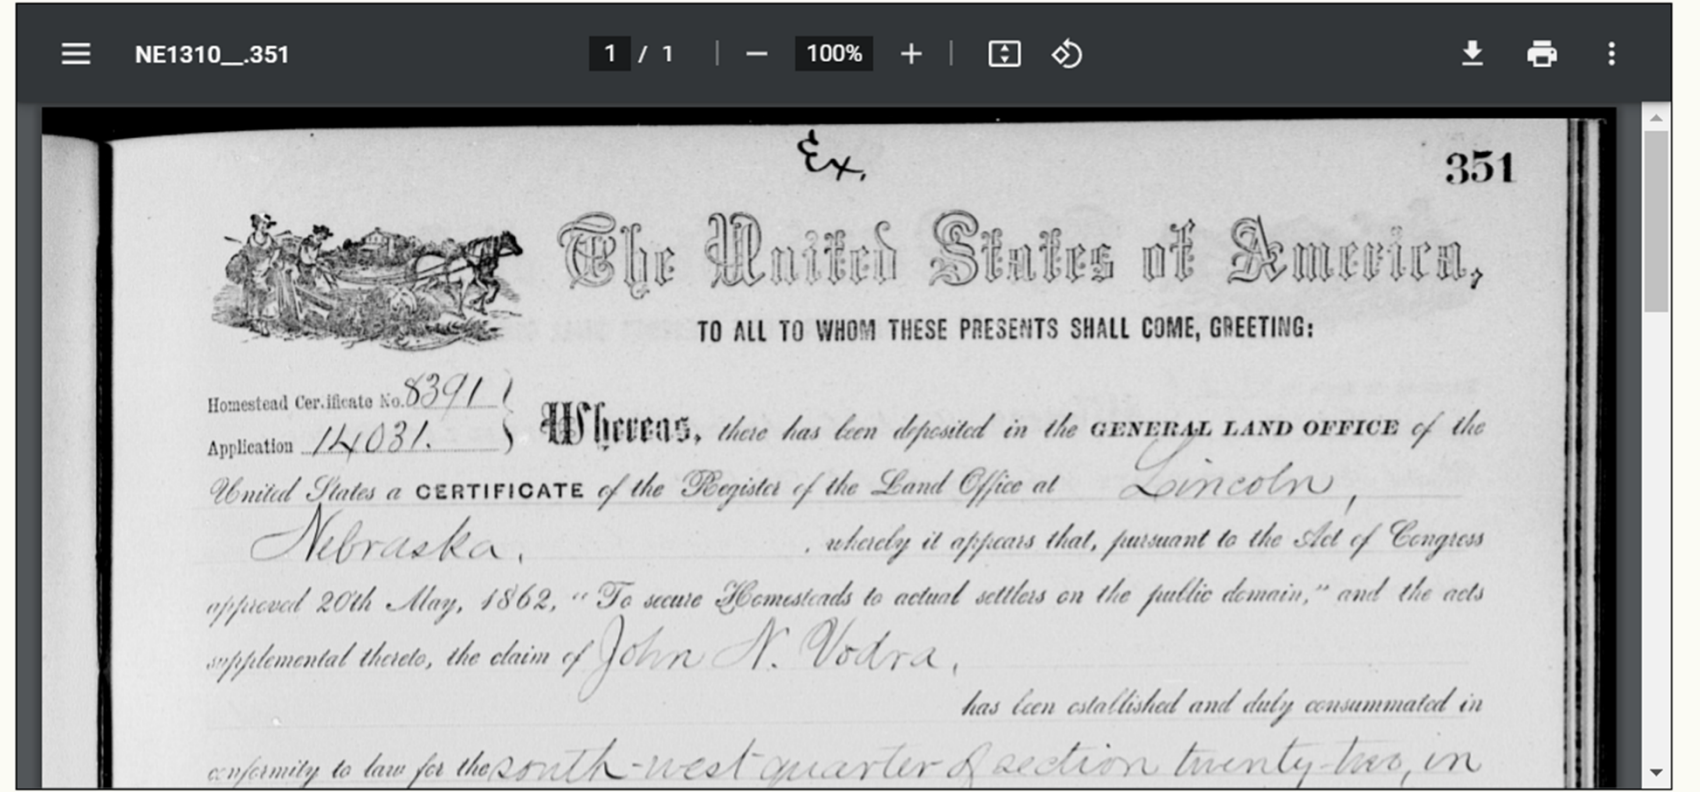 NE1310__.351
1 / 1
100%
Ex.
351
The United States of America,
TO ALL TO WHOM THESE PRESENTS SHALL COME, GREETING:
Homestead Certificate No. 8391
Application 14031.
Whereas, there has been deposited in the GENERAL LAND OFFICE of the
United States a CERTIFICATE of the Register of the Land Office at Lincoln,
Nebraska, , whereby it appears that, pursuant to the Act of Congress
approved 20th May, 1862, “To secure Homesteads to actual settlers on the public domain,” and the acts
supplemental thereto, the claim of John N. Vodra,
has been established and duly consummated in
conformity to law for the south-west quarter of section twenty-two, in